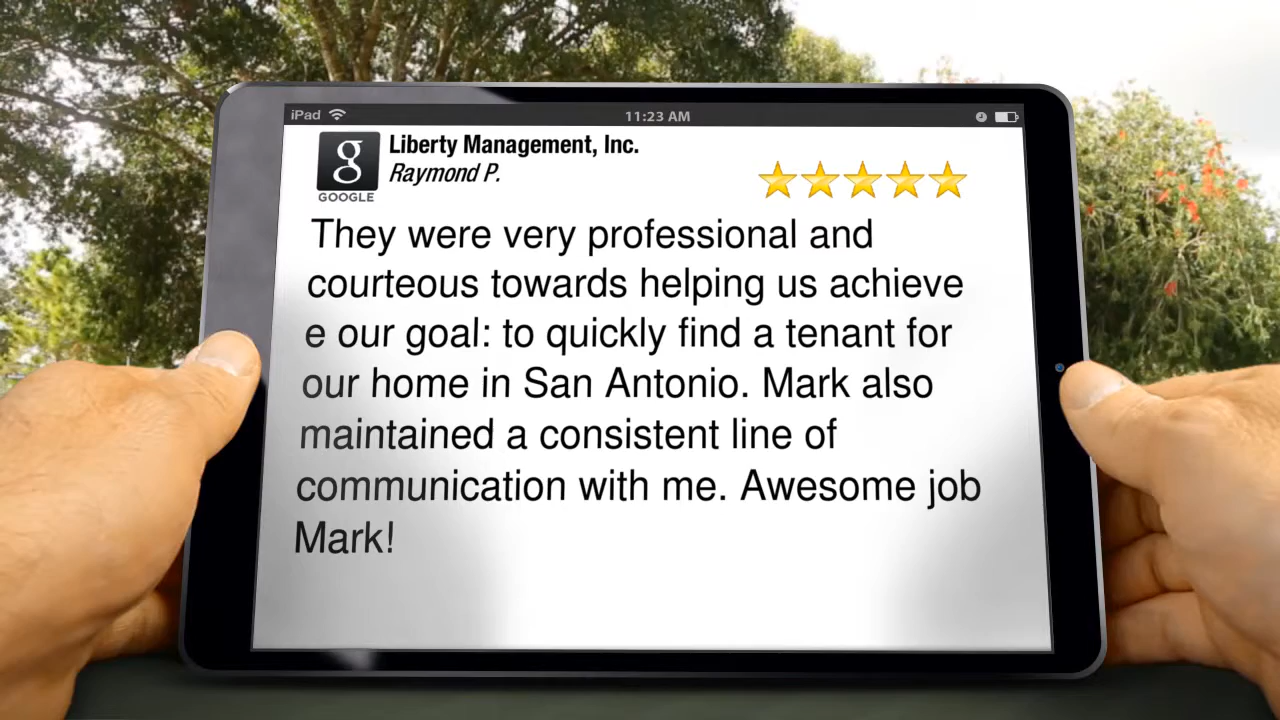 iPad 11:23 AM
g
GOOGLE
Liberty Management, Inc.
Raymond P.
They were very professional and
courteous towards helping us achieve
e our goal: to quickly find a tenant for
our home in San Antonio. Mark also
maintained a consistent line of
communication with me. Awesome job
Mark!